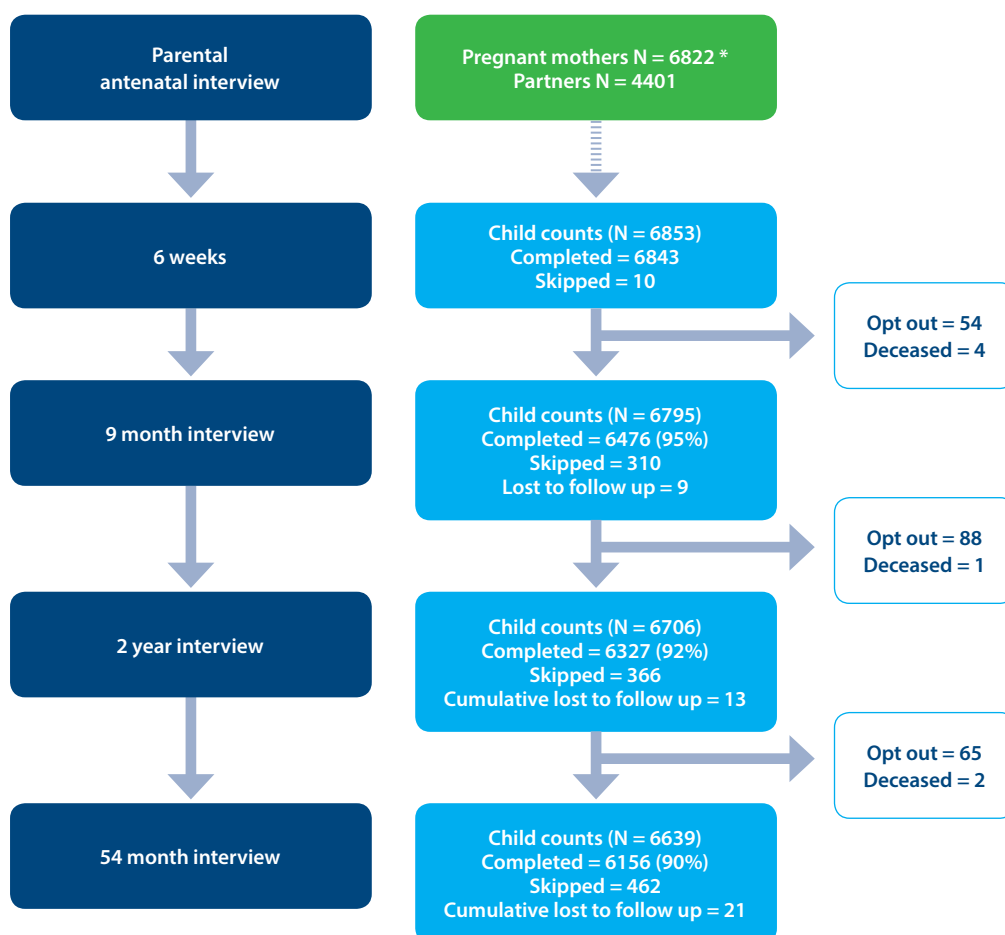 Parental
antenatal interview
Pregnant mothers N = 6822 *
Partners N = 4401
6 weeks
Child counts (N = 6853)
Completed = 6843
Skipped = 10
Opt out = 54
Deceased = 4
9 month interview
Child counts (N = 6795)
Completed = 6476 (95%)
Skipped = 310
Lost to follow up = 9
Opt out = 88
Deceased = 1
2 year interview
Child counts (N = 6706)
Completed = 6327 (92%)
Skipped = 366
Cumulative lost to follow up = 13
Opt out = 65
Deceased = 2
54 month interview
Child counts (N = 6639)
Completed = 6156 (90%)
Skipped = 462
Cumulative lost to follow up = 21